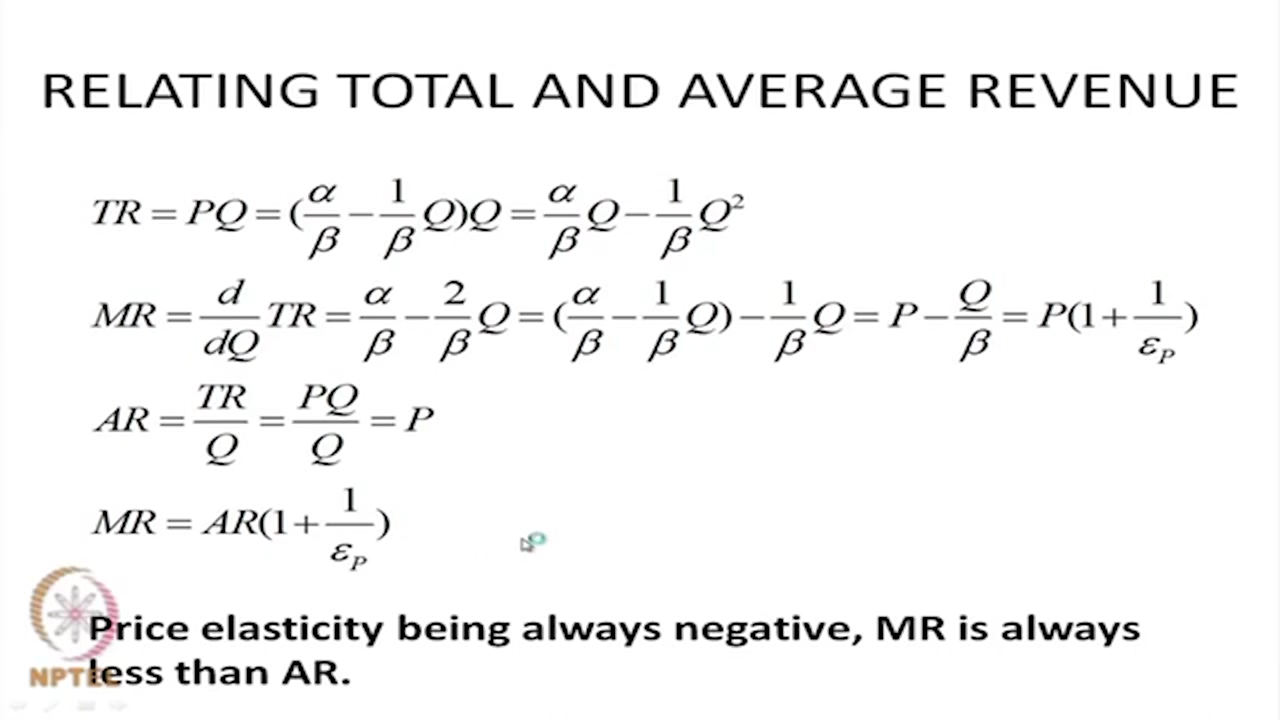 RELATING TOTAL AND AVERAGE REVENUE
TR = PQ = (α/β − 1/β Q)Q = α/β Q − 1/β Q²
MR = d/dQ TR = α/β − 2/β Q = (α/β − 1/β Q) − 1/β Q = P − Q/β = P(1 + 1/ε_P)
AR = TR/Q = PQ/Q = P
MR = AR(1 + 1/ε_P)
Price elasticity being always negative, MR is always
less than AR.
NPTEL